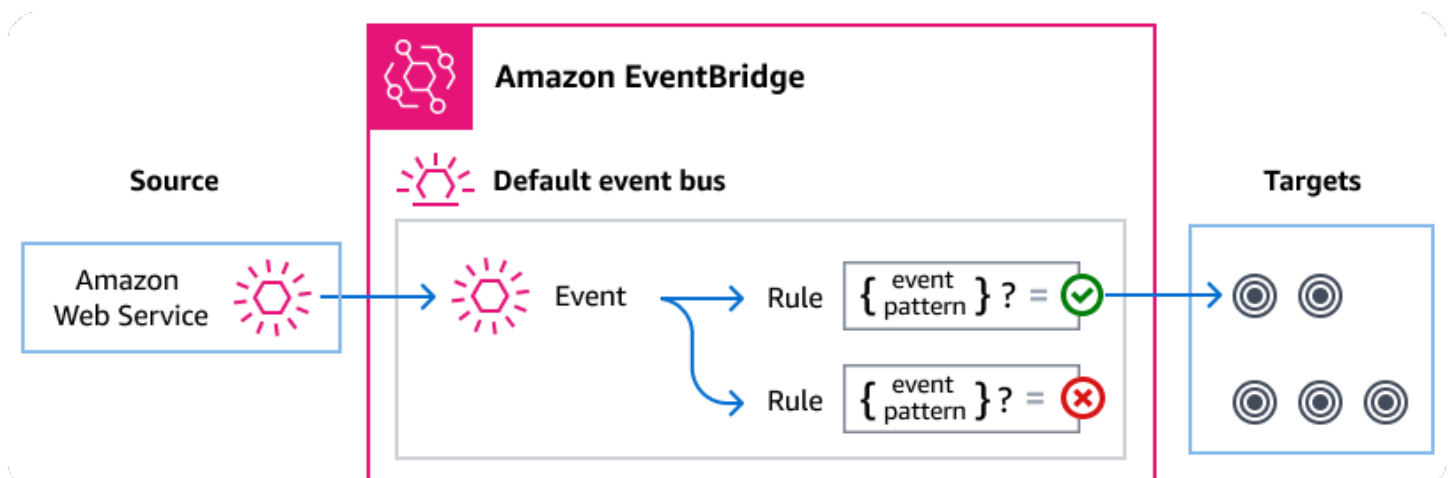 Amazon EventBridge
Source
Default event bus
Targets
Amazon
Web Service
Event
Rule
{ event
pattern } ? =
Rule
{ event
pattern } ? =